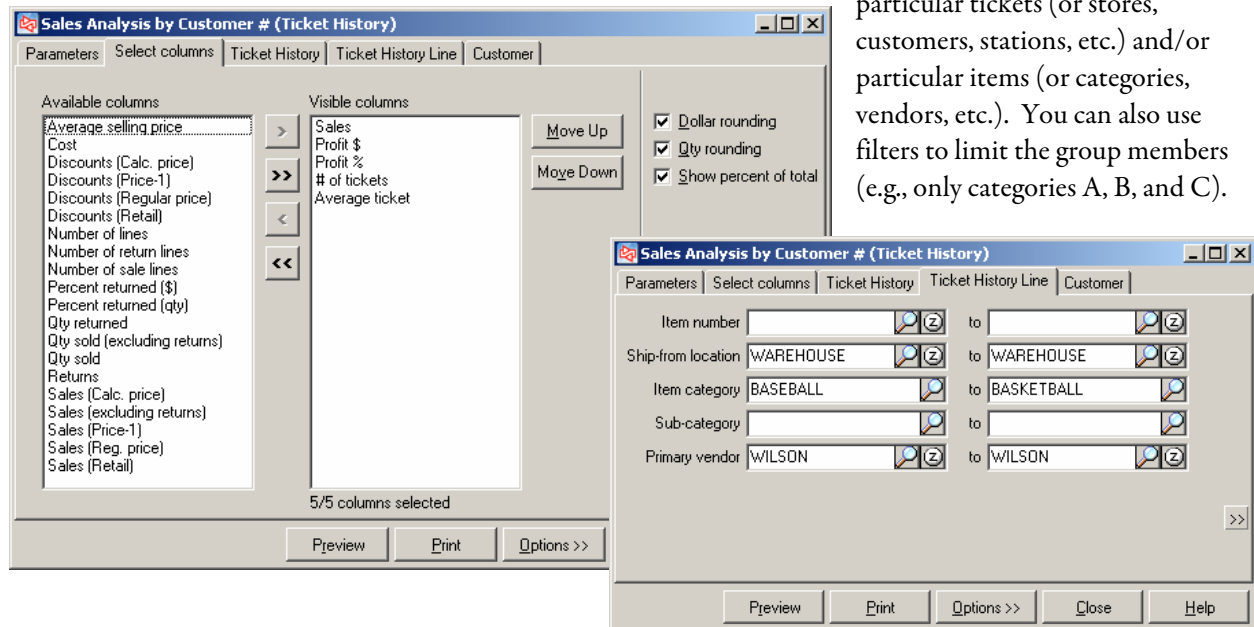 particular tickets (or stores,
customers, stations, etc.) and/or
particular items (or categories,
vendors, etc.). You can also use
filters to limit the group members
(e.g., only categories A, B, and C).
Sales Analysis by Customer # (Ticket History)
Parameters Select columns Ticket History Ticket History Line Customer
Available columns
Average selling price
Cost
Discounts (Calc. price)
Discounts (Price-1)
Discounts (Regular price)
Discounts (Retail)
Number of lines
Number of return lines
Number of sale lines
Percent returned ($)
Percent returned (qty)
Qty returned
Qty sold (excluding returns)
Qty sold
Returns
Sales (Calc. price)
Sales (excluding returns)
Sales (Price-1)
Sales (Reg. price)
Sales (Retail)
>
>>
<
<<
Visible columns
Sales
Profit $
Profit %
# of tickets
Average ticket
5/5 columns selected
Move Up
Move Down
Dollar rounding
Qty rounding
Show percent of total
Preview Print Options >>
Sales Analysis by Customer # (Ticket History)
Parameters Select columns Ticket History Ticket History Line Customer
Item number Z to Z
Ship-from location WAREHOUSE Z to WAREHOUSE Z
Item category BASEBALL to BASKETBALL
Sub-category to
Primary vendor WILSON Z to WILSON Z
>>
Preview Print Options >> Close Help